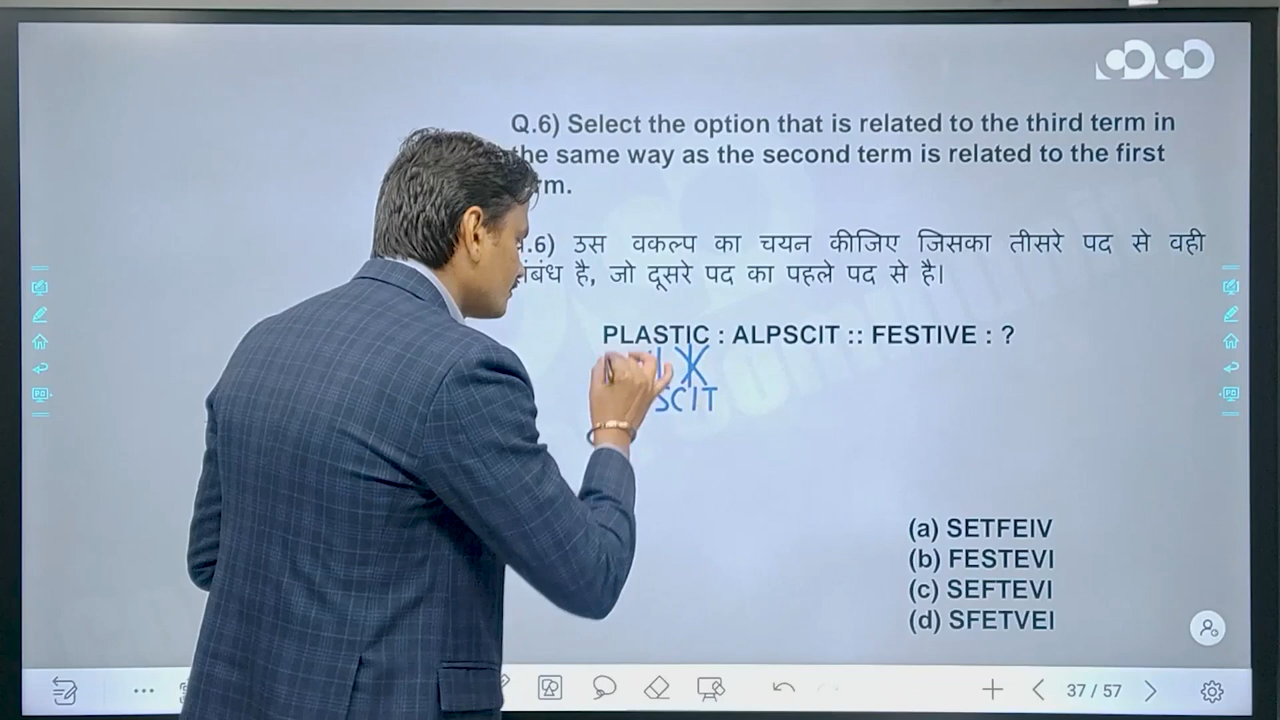 Q.6) Select the option that is related to the third term in
the same way as the second term is related to the first
rm.
.6) उस वकल्प का चयन कीजिए जिसका तीसरे पद से वही
संबंध है, जो दूसरे पद का पहले पद से है।
PLASTIC : ALPSCIT :: FESTIVE : ?
SCIT
(a) SETFEIV
(b) FESTEVI
(c) SEFTEVI
(d) SFETVEI
37 / 57